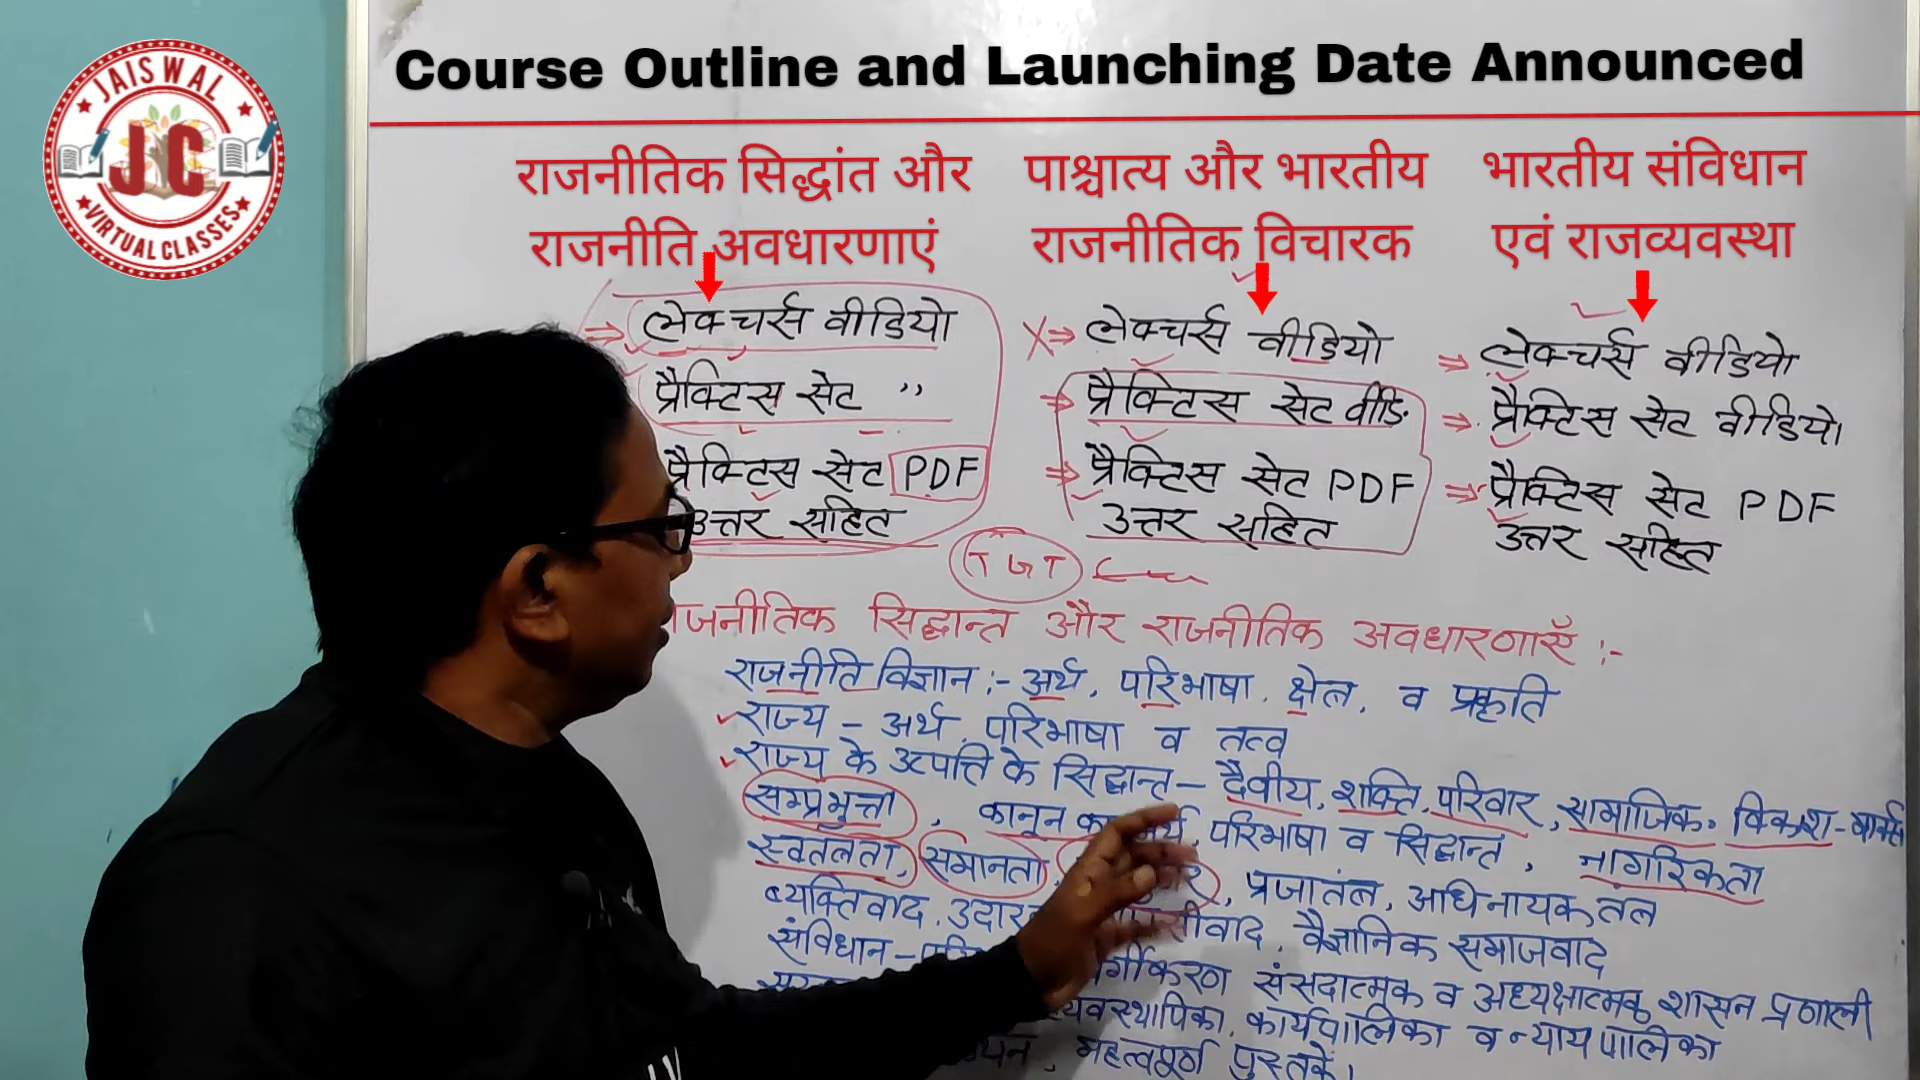 Course Outline and Launching Date Announced
JAISWAL
JC
VIRTUAL CLASSES
राजनीतिक सिद्धांत और
राजनीति अवधारणाएं
लेक्चर्स वीडियो
प्रैक्टिस सेट ,,
प्रैक्टिस सेट PDF
उत्तर सहित
पाश्चात्य और भारतीय
राजनीतिक विचारक
लेक्चर्स वीडियो
प्रैक्टिस सेट वीडि
प्रैक्टिस सेट PDF
उत्तर सहित
भारतीय संविधान
एवं राजव्यवस्था
लेक्चर्स वीडियो
प्रैक्टिस सेट वीडियो
प्रैक्टिस सेट PDF
उत्तर सहित
TGT
सिद्धान्त और राजनीतिक अवधारणाएँ :-
राजनीति विज्ञान :- अर्थ, परिभाषा, क्षेत्र, व प्रकृति
राज्य - अर्थ, परिभाषा व तत्व
राज्य के उत्पत्ति के सिद्धान्त - दैवीय, शक्ति, परिवार, सामाजिक, विकाश -
सम्प्रभुत्ता, कानून का परिभाषा व सिद्धान्त, नागरिकता
स्वतंत्रता, समानता, प्रजातंत्र, अधिनायक तंत्र
व्यक्तिवाद, वैज्ञानिक समाजवाद
संविधान - संसदात्मक व अध्यक्षात्मक शासन प्रणाली
कार्यपालिका व न्यायपालिका
महत्वपूर्ण पुस्तकें।